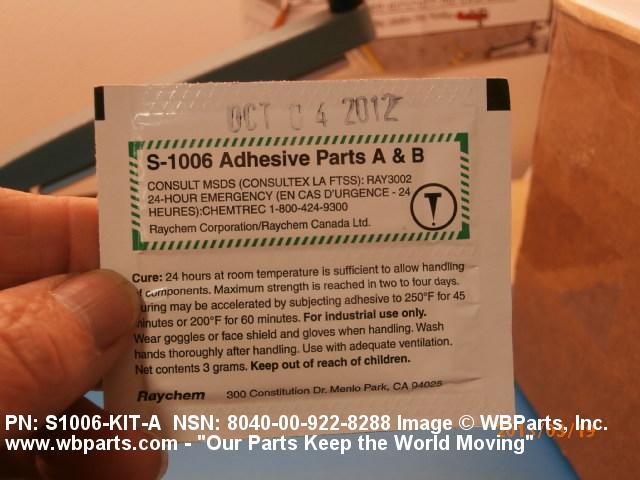 OCT 04 2012
S-1006 Adhesive Parts A & B
CONSULT MSDS (CONSULTEX LA FTSS): RAY3002
24-HOUR EMERGENCY (EN CAS D'URGENCE - 24
HEURES):CHEMTREC 1-800-424-9300
Raychem Corporation/Raychem Canada Ltd.
Cure: 24 hours at room temperature is sufficient to allow handling
of components. Maximum strength is reached in two to four days.
uring may be accelerated by subjecting adhesive to 250°F for 45
minutes or 200°F for 60 minutes. For industrial use only.
Wear goggles or face shield and gloves when handling. Wash
hands thoroughly after handling. Use with adequate ventilation.
Net contents 3 grams. Keep out of reach of children.
Raychem 300 Constitution Dr. Menlo Park, CA 94025
PN: S1006-KIT-A NSN: 8040-00-922-8288 Image © WBParts, Inc.
www.wbparts.com - "Our Parts Keep the World Moving"